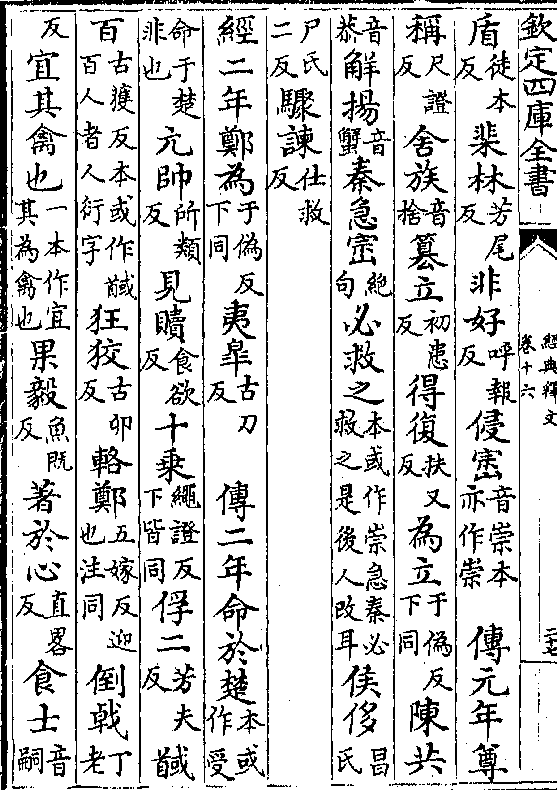 欽定四庫全書
經典釋文
卷十六
盾徒本反棐林芳尾反非好呼報反侵崈音崇本亦作崇 傳元年尊
稱尺證反舍族音捨篡立初患反得復扶又反為立于偽反下同陳共
音恭解揚音蟹秦急崈絶句必救之本或作崇急秦必救之是後人改耳侯侈昌氏
尸氏二反驟諫仕救反
經二年鄭為于偽反下同夷臯古刀反 傳二年命於楚本或作受
命于楚非也元帥所類反見贖食欲反十乗繩證反下皆同俘二芳夫反馘
百古獲反本或作馘百人者人衍字狂狡古卯反輅鄭五嫁反迎也注同倒戟丁老
反宜其禽也一本作宜其為禽也果毅魚既反著於心直畧反食士音嗣